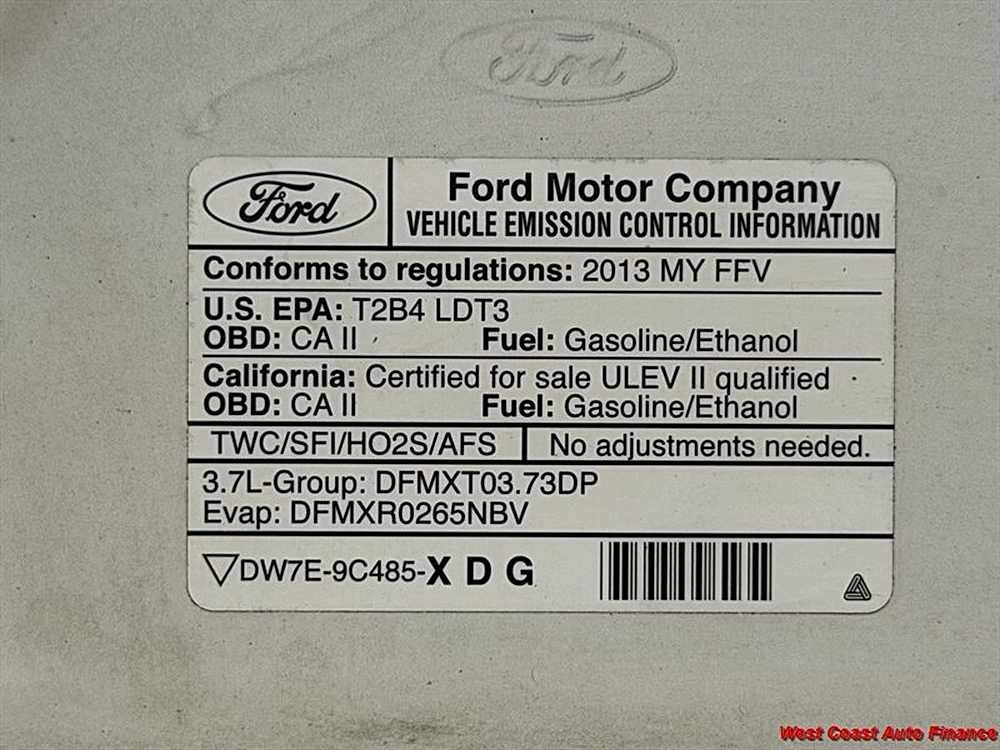 Ford
Ford
Ford Motor Company
VEHICLE EMISSION CONTROL INFORMATION
Conforms to regulations: 2013 MY FFV
U.S. EPA: T2B4 LDT3
OBD: CA II Fuel: Gasoline/Ethanol
California: Certified for sale ULEV II qualified
OBD: CA II Fuel: Gasoline/Ethanol
TWC/SFI/HO2S/AFS No adjustments needed.
3.7L-Group: DFMXT03.73DP
Evap: DFMXR0265NBV
DW7E-9C485-X D G
West Coast Auto Finance